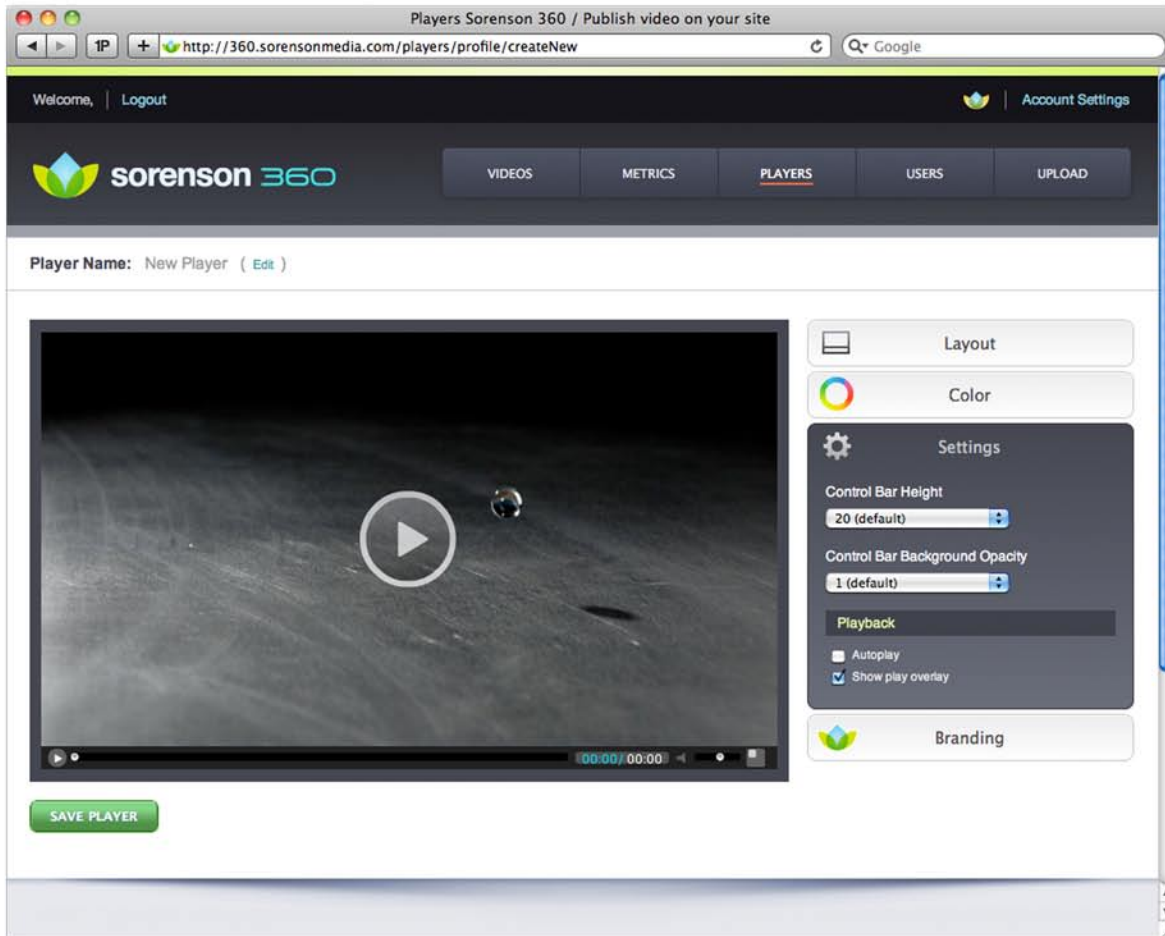 Players Sorenson 360 / Publish video on your site
1P + http://360.sorensonmedia.com/players/profile/createNew Google
Welcome, | Logout | Account Settings
sorenson 360 VIDEOS METRICS PLAYERS USERS UPLOAD
Player Name: New Player ( Edit )
Layout
Color
Settings
Control Bar Height
20 (default)
Control Bar Background Opacity
1 (default)
Playback
Autoplay
Show play overlay
Branding
00:00/ 00:00
SAVE PLAYER